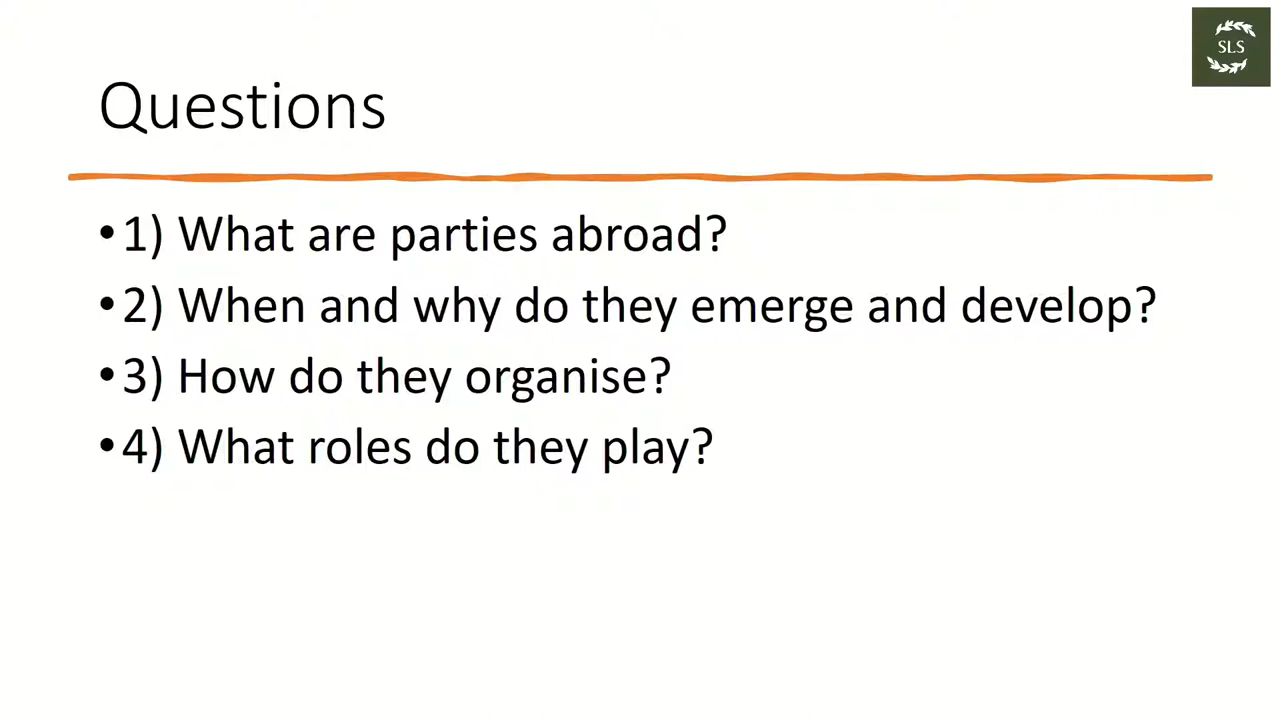 SLS
Questions
• 1) What are parties abroad?
• 2) When and why do they emerge and develop?
• 3) How do they organise?
• 4) What roles do they play?